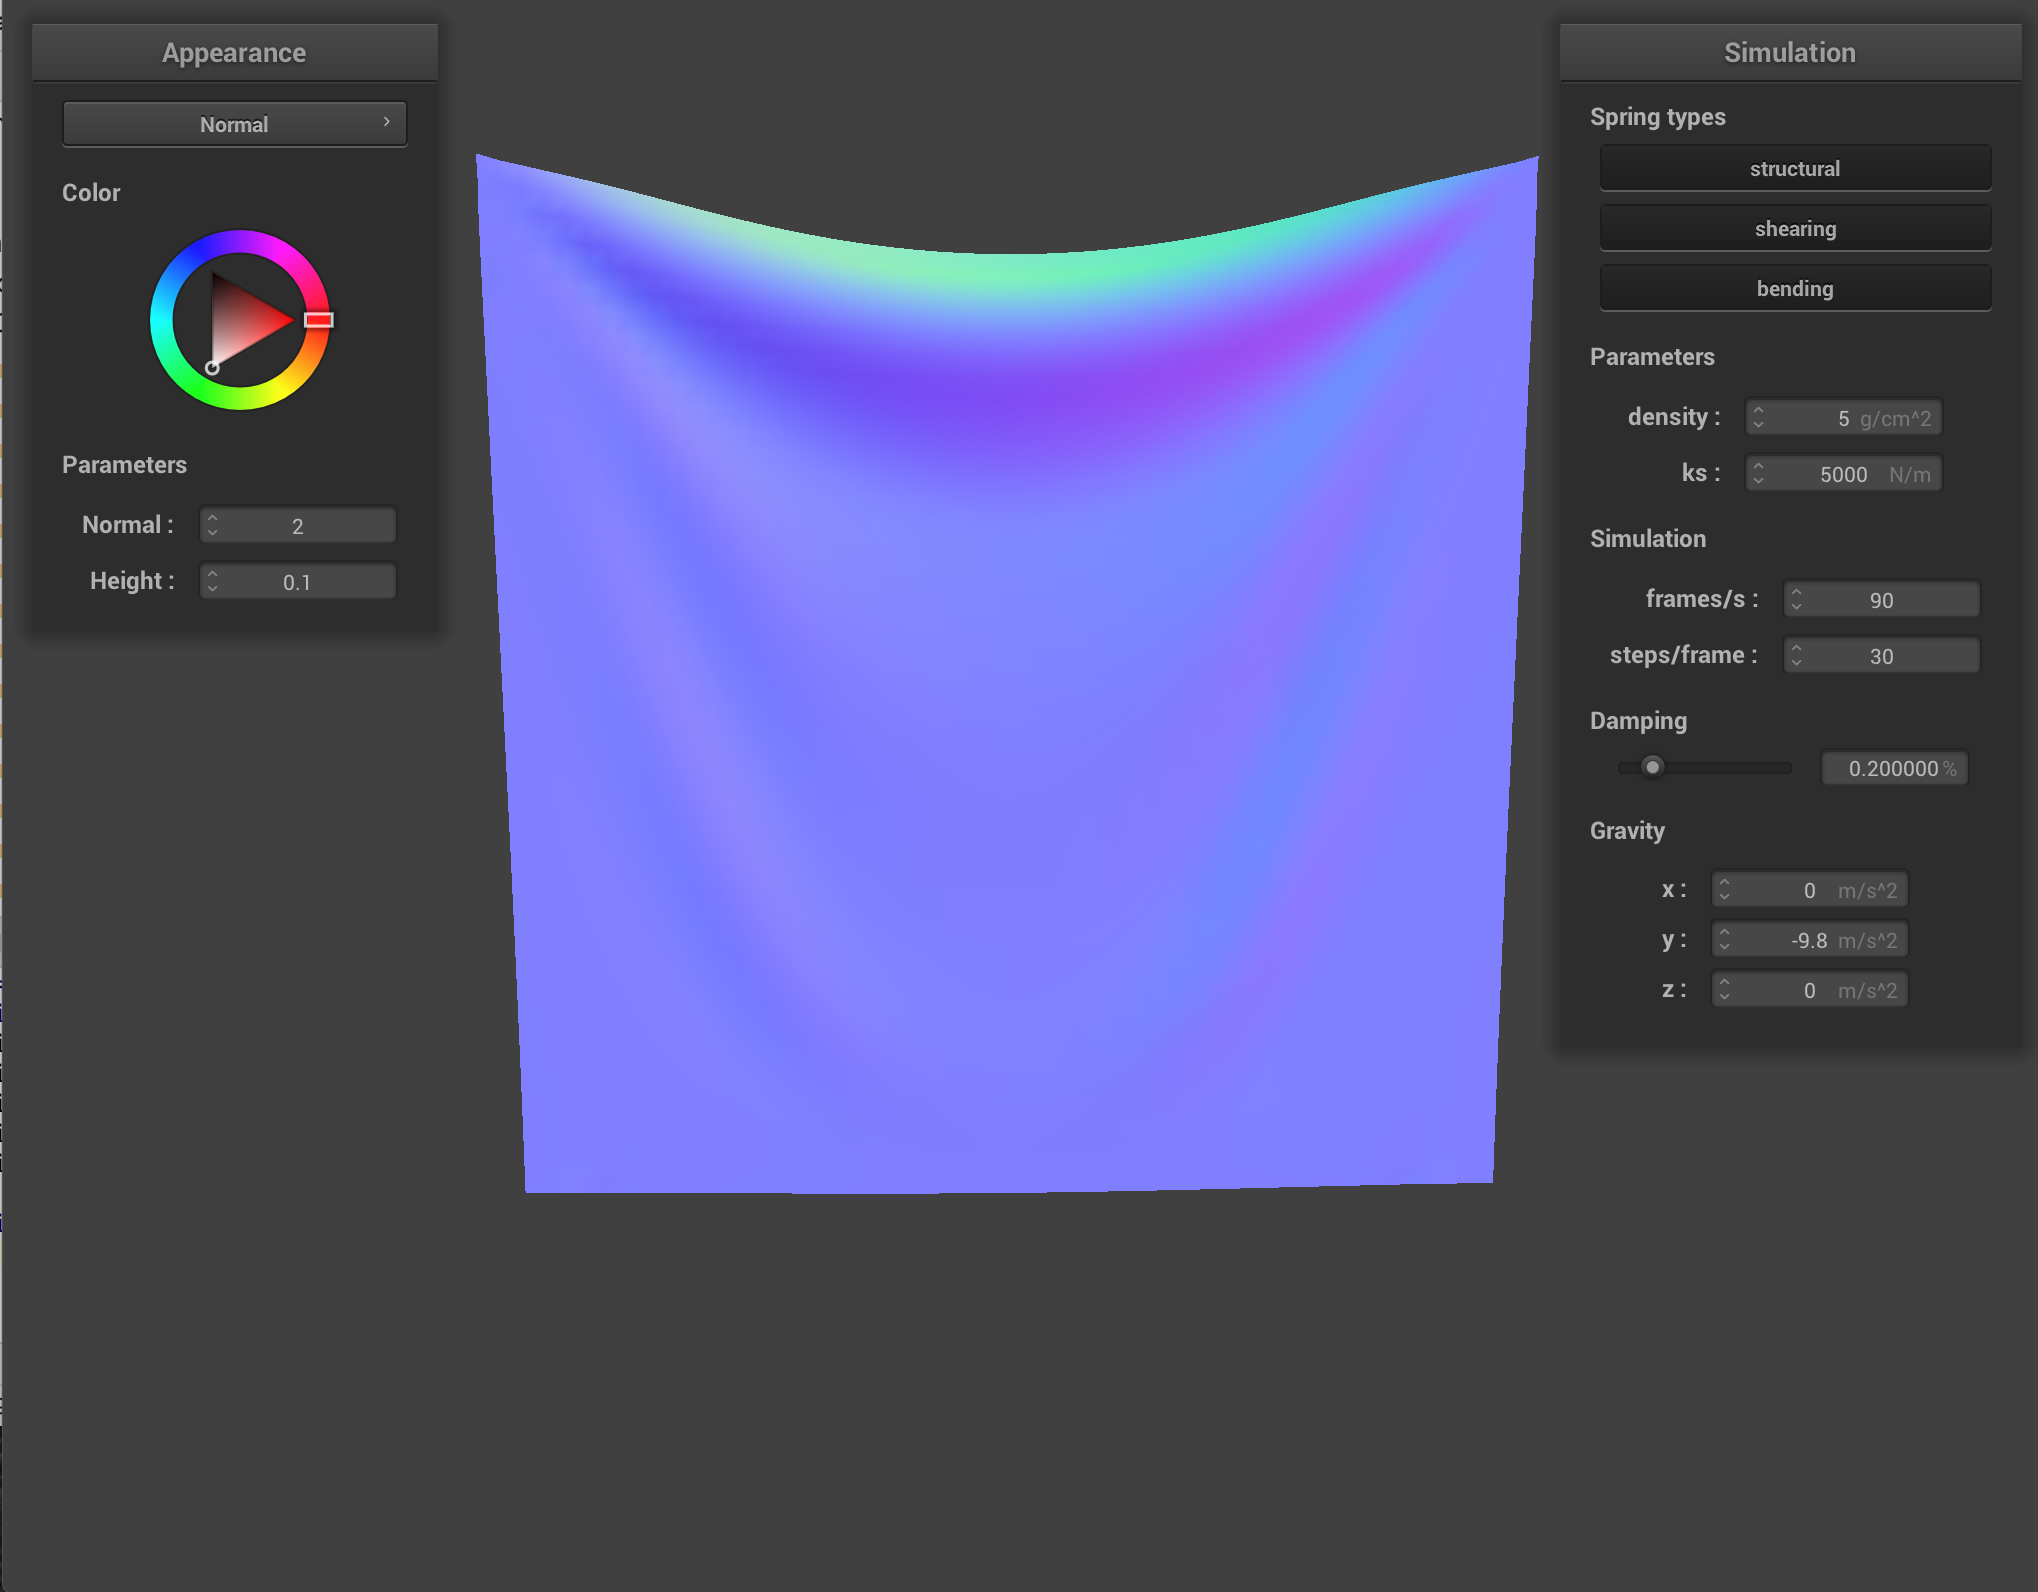 Appearance
Normal
Color
Parameters
Normal :
2
Height :
0.1
Simulation
Spring types
structural
shearing
bending
Parameters
density :
5 g/cm^2
ks :
5000 N/m
Simulation
frames/s :
90
steps/frame :
30
Damping
0.200000 %
Gravity
x :
0 m/s^2
y :
-9.8 m/s^2
z :
0 m/s^2